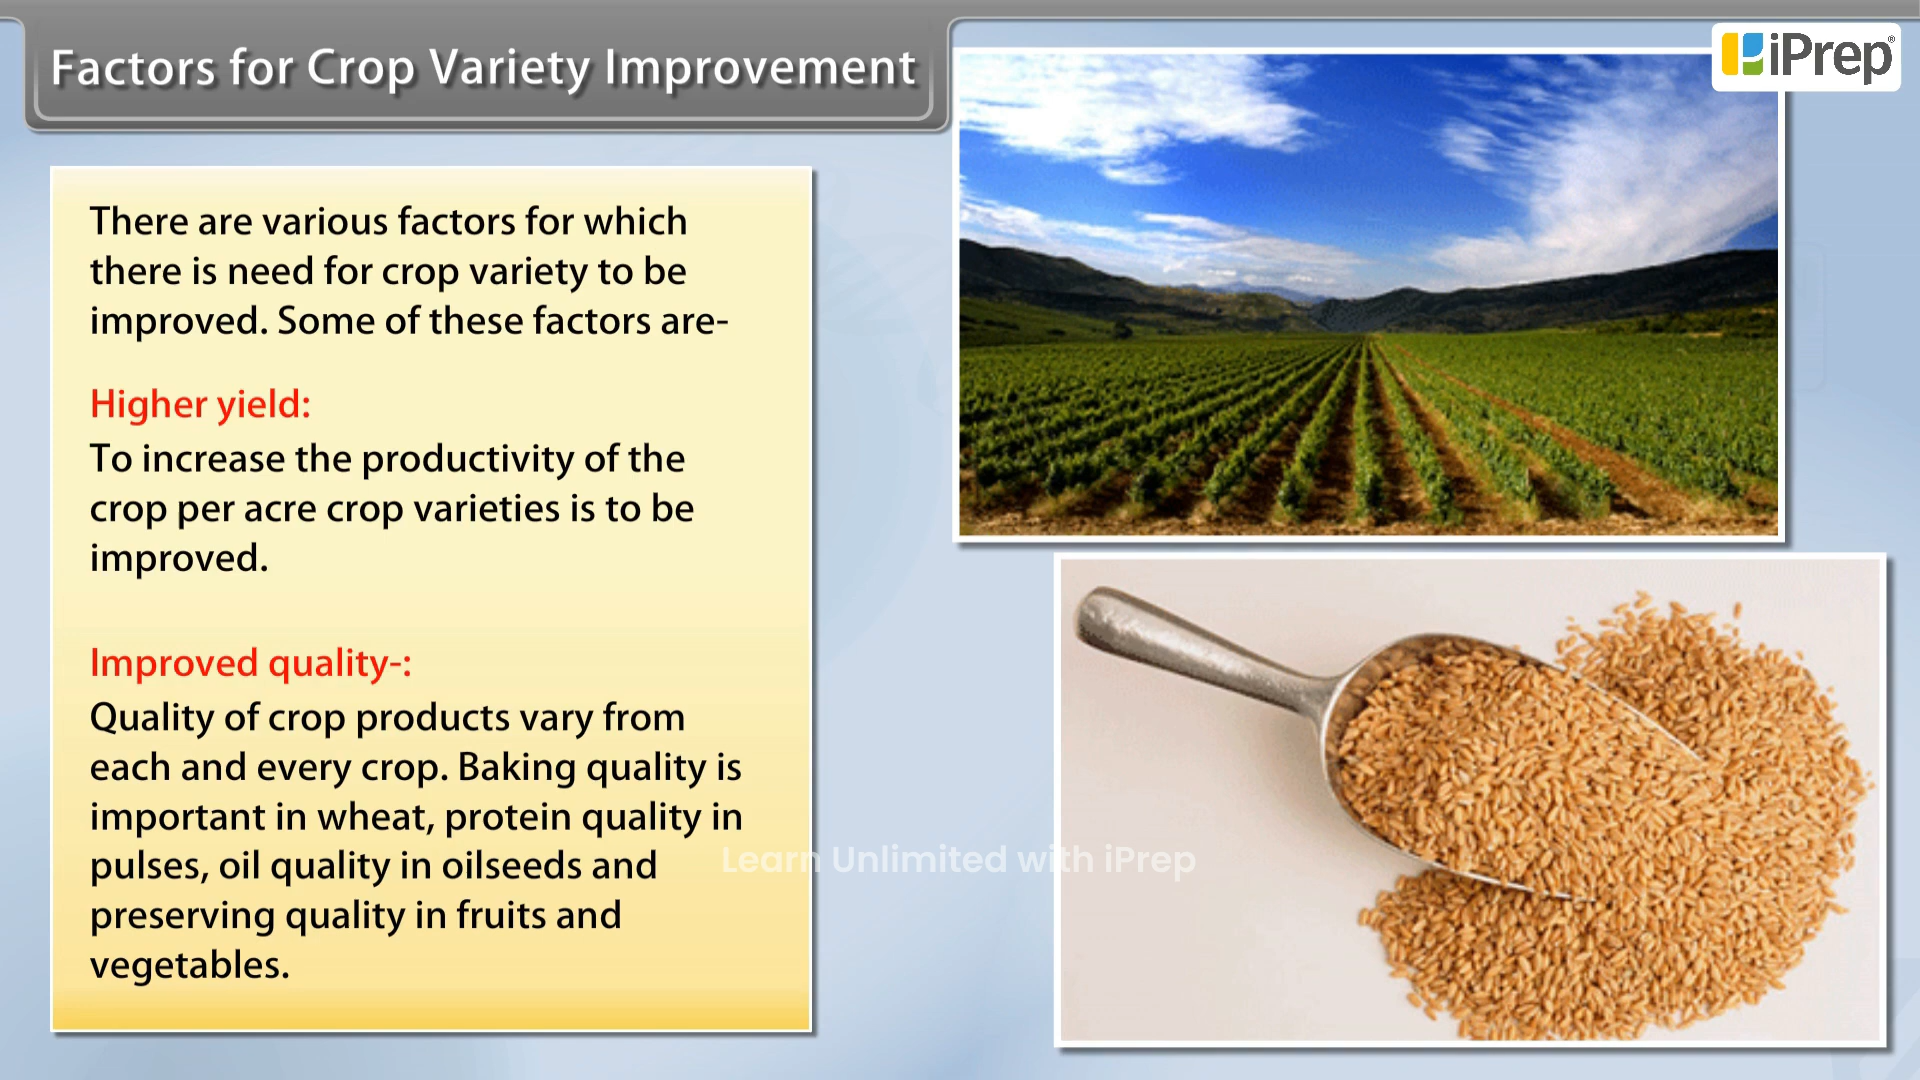 Factors for Crop Variety Improvement
iPrep®
There are various factors for which
there is need for crop variety to be
improved. Some of these factors are-
Higher yield:
To increase the productivity of the
crop per acre crop varieties is to be
improved.
Improved quality-:
Quality of crop products vary from
each and every crop. Baking quality is
important in wheat, protein quality in
pulses, oil quality in oilseeds and
preserving quality in fruits and
vegetables.
Learn Unlimited with iPrep